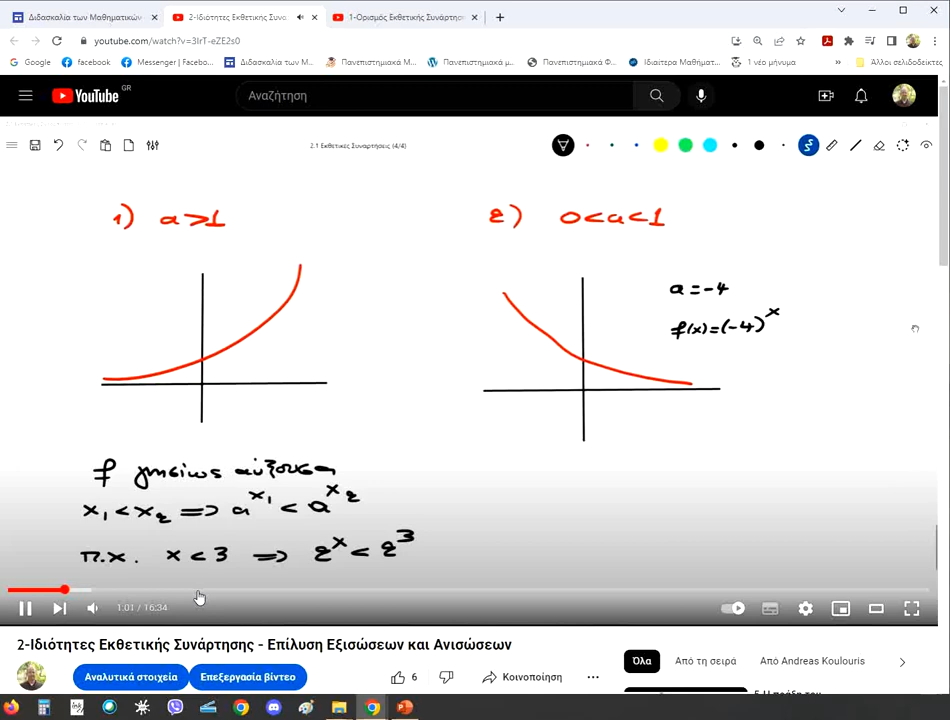 Διδασκαλία των Μαθηματικών
2-Ιδιότητες Εκθετικής Συνα
1-Ορισμός Εκθετικής Συνάρτησ
youtube.com/watch?v=3IrT-eZE2s0
Google
facebook
Messenger | Facebo...
Διδασκαλία των Μ...
Πανεπιστημιακά Μ...
Πανεπιστημιακά μ...
Πανεπιστημιακά Φ...
Ιδιαιτερα Μαθηματ...
1 νέο μήνυμα
»
Άλλοι σελιδοδείκτες
YouTube GR
Αναζήτηση
2.1 Εκθετικες Συναρτησεις (4/4)
1) a>1
2) 0<a<1
a=-4
f(x)=(-4)^x
f γνησίως αύξουσα
x₁<x₂ ⟹ a^x₁ < a^x₂
π.χ. x<3 ⟹ 2^x < 2^3
1:01 / 16:34
2-Ιδιότητες Εκθετικής Συνάρτησης - Επίλυση Εξισώσεων και Ανισώσεων
Αναλυτικά στοιχεία
Επεξεργασία βίντεο
6
Κοινοποίηση
Όλα
Από τη σειρά
Από Andreas Koulouris